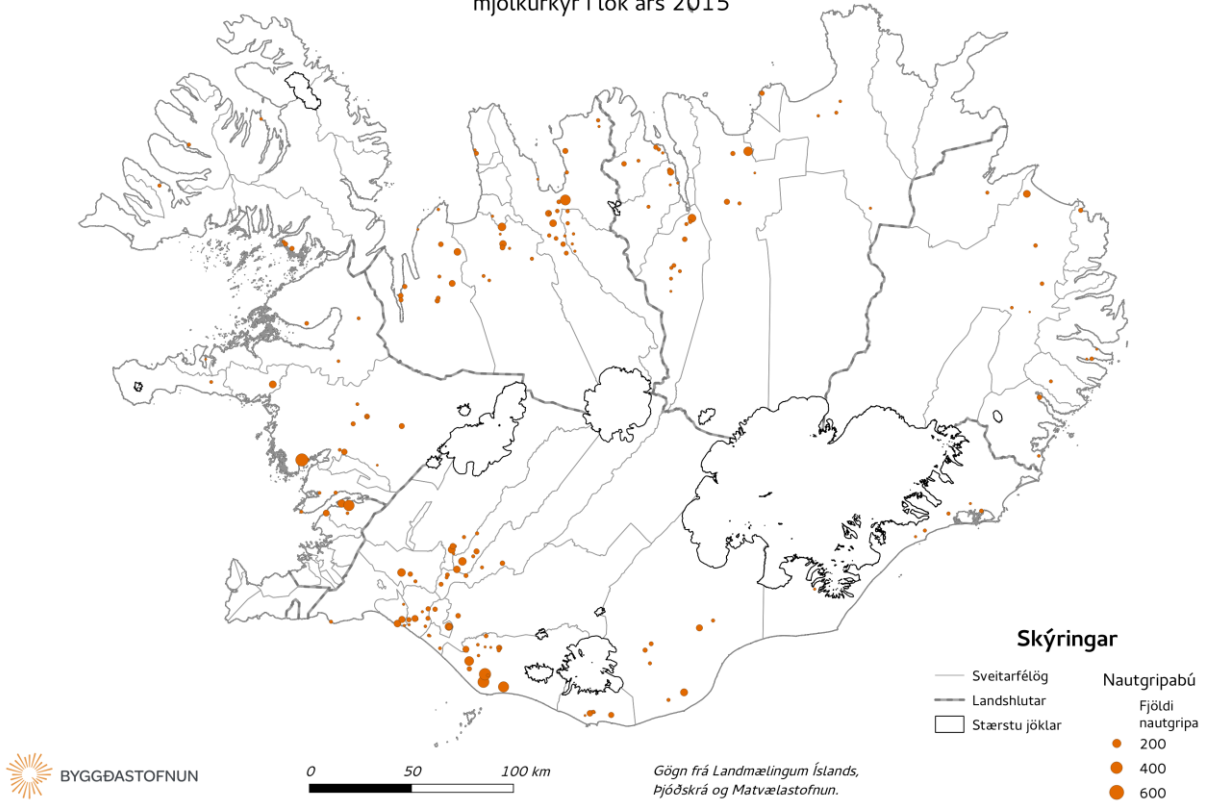 mjólkurkýr í lok árs 2015
Skýringar
Sveitarfélög
Landshlutar
Stærstu jöklar
Nautgripabú
Fjöldi
nautgripa
200
400
600
BYGGÐASTOFNUN
0 50 100 km
Gögn frá Landmælingum Íslands,
Þjóðskrá og Matvælastofnun.